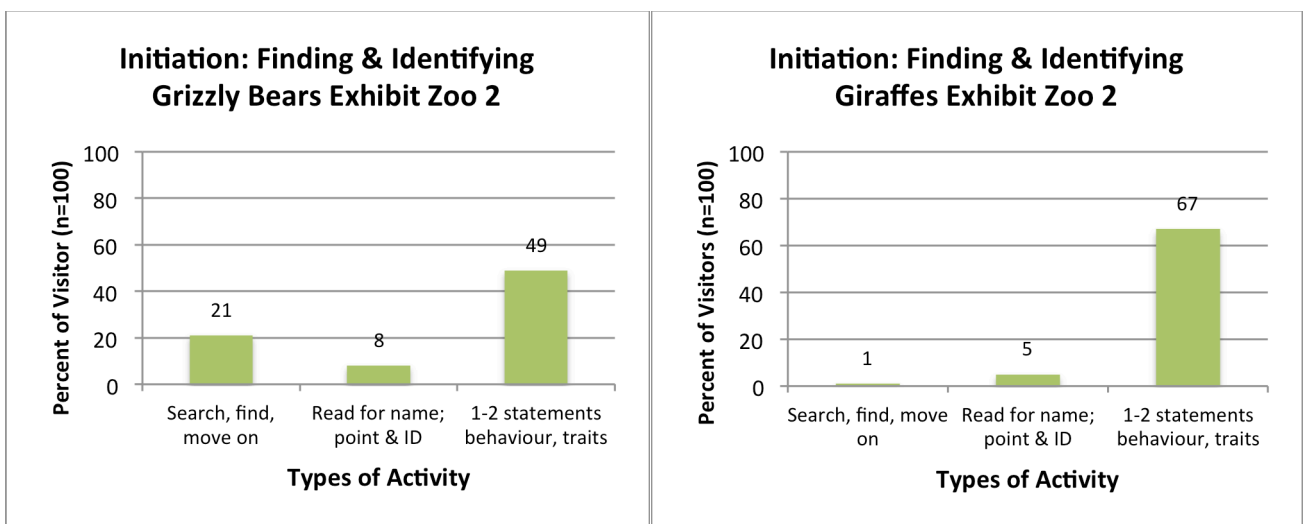 Initiation: Finding & Identifying
Grizzly Bears Exhibit Zoo 2
Percent of Visitor (n=100)
100
80
60
40
20
0
21
8
49
Search, find,
move on
Read for name;
point & ID
1-2 statements
behaviour, traits
Types of Activity
Initiation: Finding & Identifying
Giraffes Exhibit Zoo 2
Percent of Visitors (n=100)
100
80
60
40
20
0
1
5
67
Search, find, move
on
Read for name;
point & ID
1-2 statements
behaviour, traits
Types of Activity